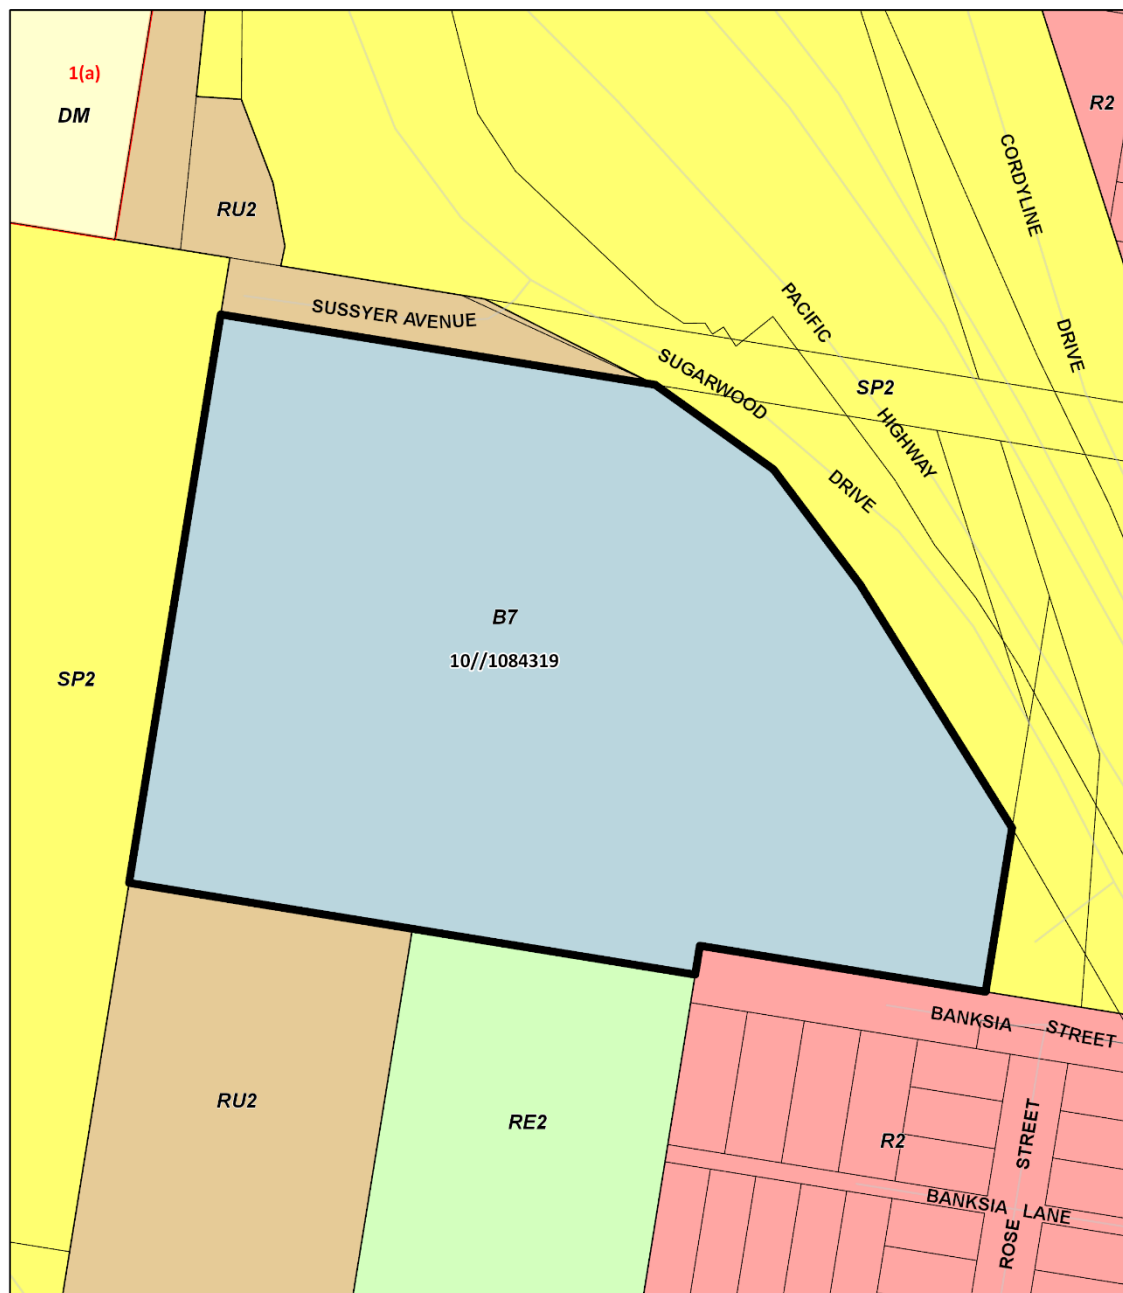 1(a)
DM
R2
CORDYLINE
RU2
PACIFIC
SUSSYER AVENUE
DRIVE
SUGARWOOD
SP2
HIGHWAY
DRIVE
B7
10//1084319
SP2
BANKSIA
STREET
RU2
RE2
R2
STREET
BANKSIA LANE
ROSE